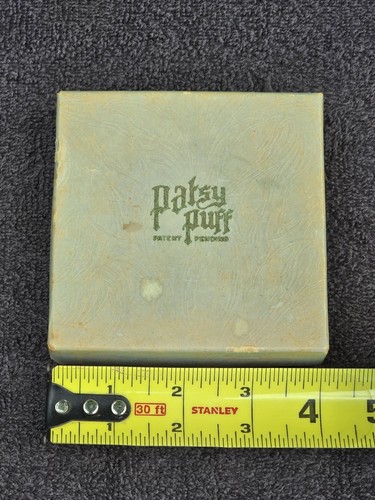 patsy
puff
PATENT PENDING
1 2 3
30 ft STANLEY 4 5
1 2 3